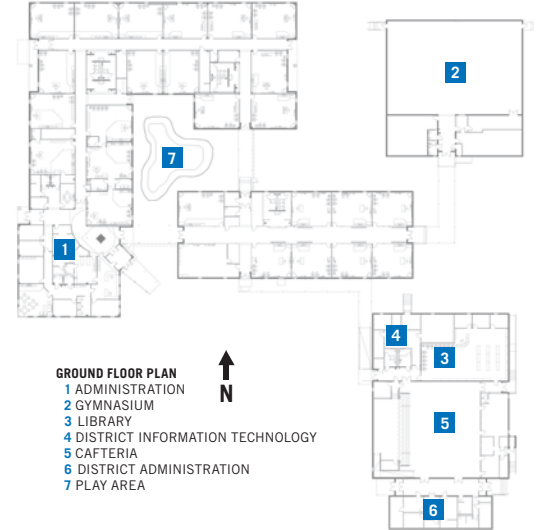 2
7
1
4
3
5
6
GROUND FLOOR PLAN
1 ADMINISTRATION
2 GYMNASIUM
3 LIBRARY
4 DISTRICT INFORMATION TECHNOLOGY
5 CAFTERIA
6 DISTRICT ADMINISTRATION
7 PLAY AREA
N